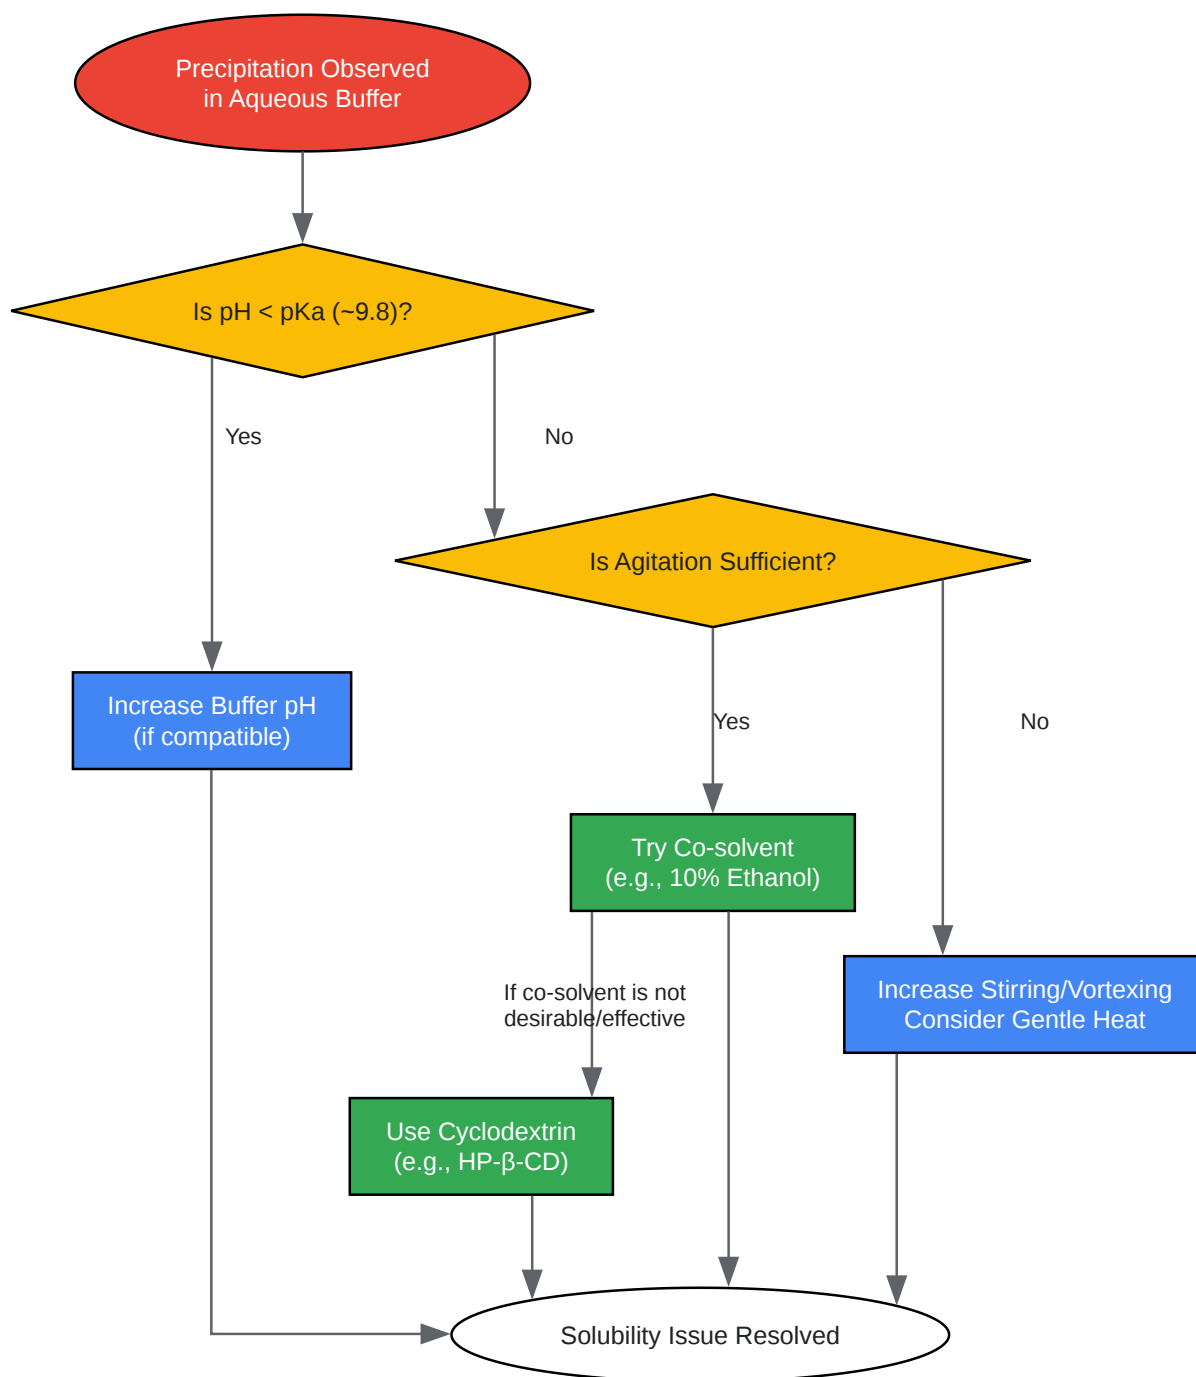 Precipitation Observed
in Aqueous Buffer
Is pH < pKa (~9.8)?
Yes
No
Is Agitation Sufficient?
Increase Buffer pH
(if compatible)
Yes
No
Try Co-solvent
(e.g., 10% Ethanol)
If co-solvent is not
desirable/effective
Increase Stirring/Vortexing
Consider Gentle Heat
Use Cyclodextrin
(e.g., HP-β-CD)
Solubility Issue Resolved